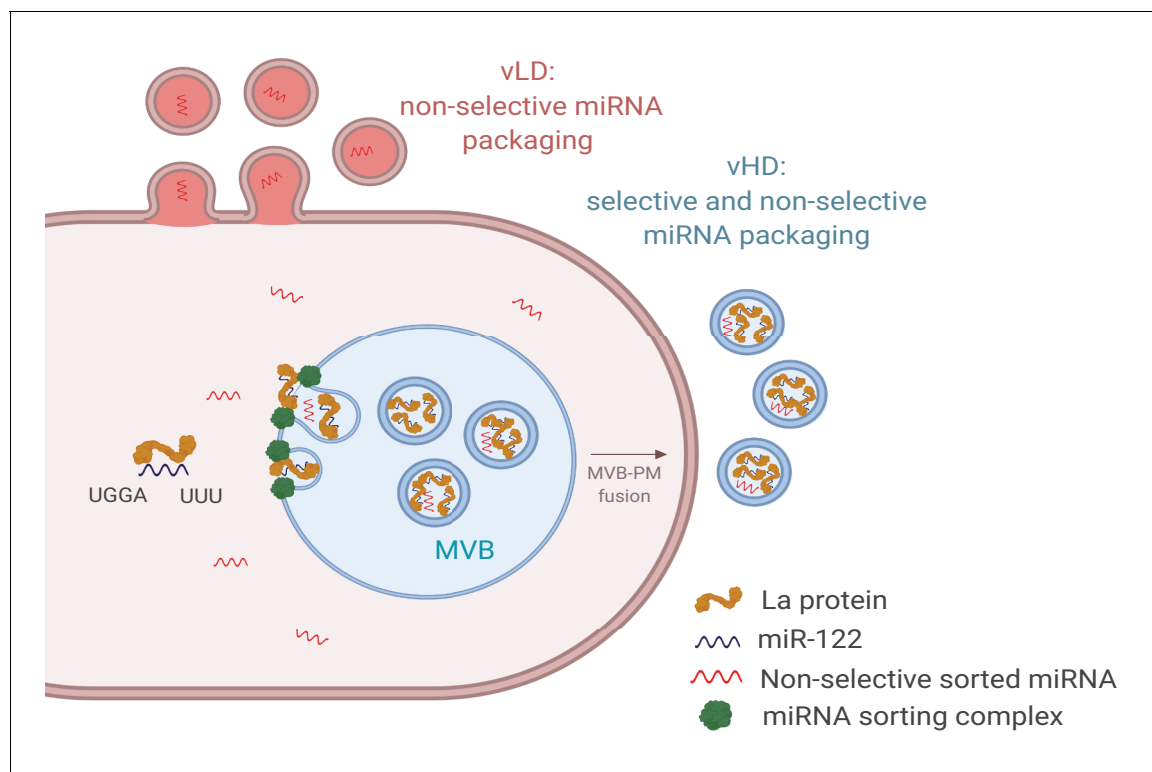 vLD:
non-selective miRNA
packaging
vHD:
selective and non-selective
miRNA packaging
UGGA UUU
MVB
MVB-PM
fusion
La protein
miR-122
Non-selective sorted miRNA
miRNA sorting complex